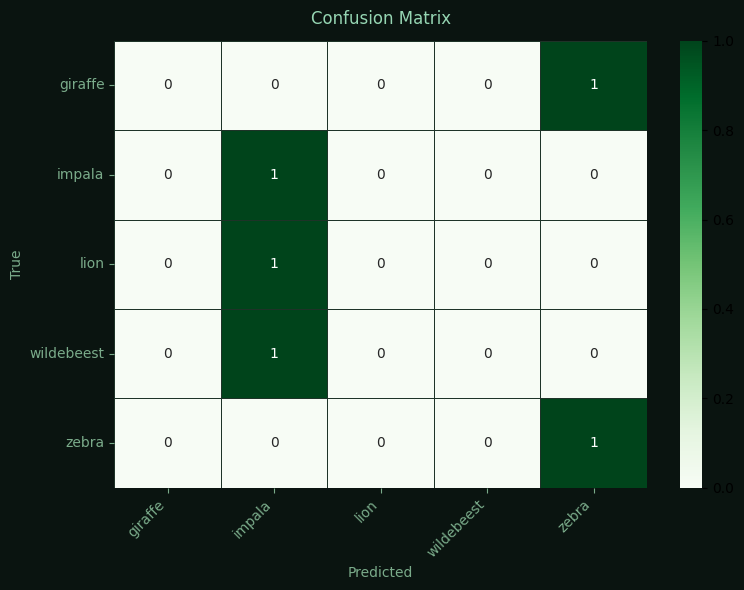 Confusion Matrix
giraffe 0 0 0 0 1
impala 0 1 0 0 0
lion 0 1 0 0 0
wildebeest 0 1 0 0 0
zebra 0 0 0 0 1
True
giraffe impala lion wildebeest zebra
Predicted
1.0
0.8
0.6
0.4
0.2
0.0